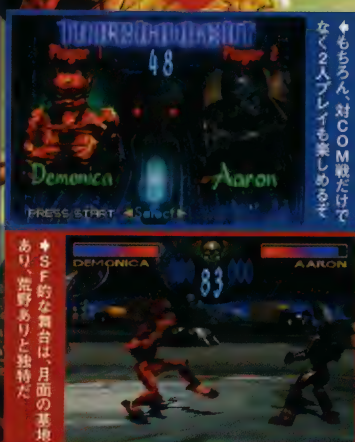 Tournament
Player 1
Player 2
48
Demonica
Aaron
PRESS START ◀Select▶
◆もちろん、対COM戦だけで
なく2人プレイも楽しめるぞ
DEMONICA
AARON
83
◆SF的な舞台は、月面の基地
あり、荒野ありと独特だ